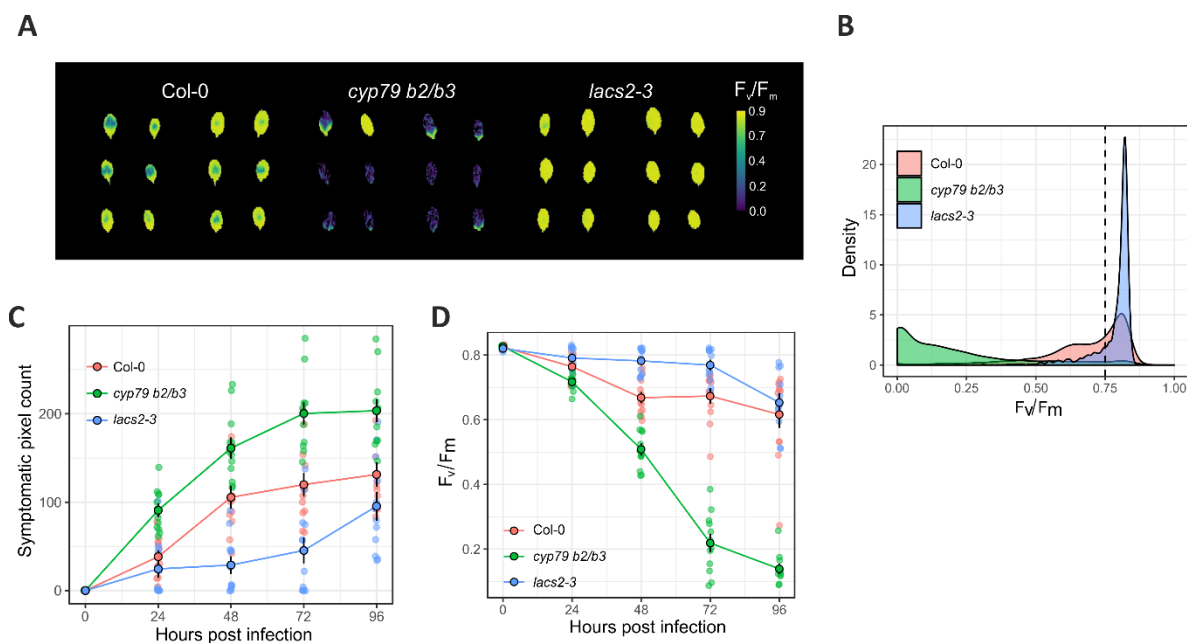 A
Col-0 cyp79 b2/b3 lacs2-3 Fv/Fm
0.9
0.7
0.4
0.2
0.0
B
Col-0
cyp79 b2/b3
lacs2-3
Density
20
15
10
5
0
0.00 0.25 0.50 0.75 1.00
Fv/Fm
C
Col-0
cyp79 b2/b3
lacs2-3
Symptomatic pixel count
200
100
0
0 24 48 72 96
Hours post infection
D
Fv/Fm
0.8
0.6
0.4
0.2
Col-0
cyp79 b2/b3
lacs2-3
0 24 48 72 96
Hours post infection